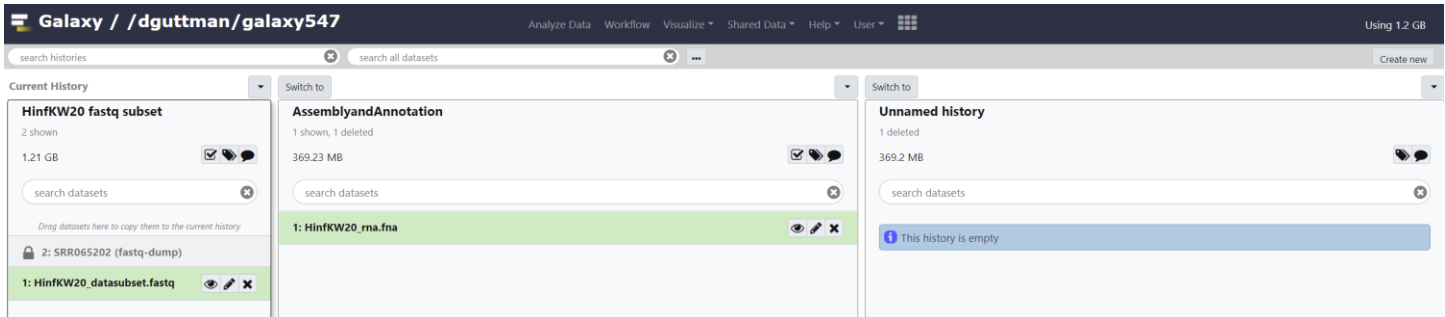 Galaxy / /dguttman/galaxy547
Analyze Data Workflow Visualize Shared Data Help User
Using 1.2 GB
search histories
search all datasets
...
Create new
Current History
Switch to
Switch to
HinfKW20 fastq subset
2 shown
1.21 GB
search datasets
Drag datasets here to copy them to the current history
2: SRR065202 (fastq-dump)
1: HinfKW20_datasubset.fastq
AssemblyandAnnotation
1 shown, 1 deleted
369.23 MB
search datasets
1: HinfKW20_rna.fna
Unnamed history
1 deleted
369.2 MB
search datasets
This history is empty